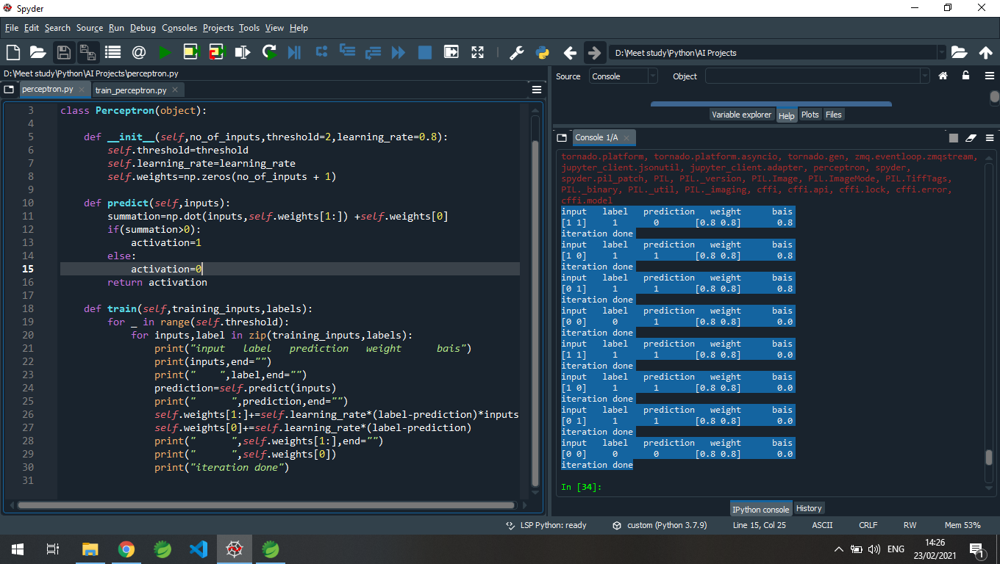 Spyder
File Edit Search Source Run Debug Consoles Projects Tools View Help
D:\Meet study\Python\AI Projects
D:\Meet study\Python\AI Projects\perceptron.py
perceptron.py
train_perceptron.py
3 class Perceptron(object):
4
5 def __init__(self,no_of_inputs,threshold=2,learning_rate=0.8):
6 self.threshold=threshold
7 self.learning_rate=learning_rate
8 self.weights=np.zeros(no_of_inputs + 1)
9
10 def predict(self,inputs):
11 summation=np.dot(inputs,self.weights[1:]) +self.weights[0]
12 if(summation>0):
13 activation=1
14 else:
15 activation=0
16 return activation
17
18 def train(self,training_inputs,labels):
19 for _ in range(self.threshold):
20 for inputs,label in zip(training_inputs,labels):
21 print("input   label   prediction   weight      bais")
22 print(inputs,end="")
23 print("    ",label,end="")
24 prediction=self.predict(inputs)
25 print("      ",prediction,end="")
26 self.weights[1:]+=self.learning_rate*(label-prediction)*inputs
27 self.weights[0]+=self.learning_rate*(label-prediction)
28 print("      ",self.weights[1:],end="")
29 print("      ",self.weights[0])
30 print("iteration done")
31
Source Console Object
Variable explorer Help Plots Files
Console 1/A
tornado.platform, tornado.platform.asyncio, tornado.gen, zmq.eventloop.zmqstream,
jupyter_client.jsonutil, jupyter_client.adapter, perceptron, spyder,
spyder.pil_patch, PIL, PIL._version, PIL.Image, PIL.ImageMode, PIL.TiffTags,
PIL._binary, PIL._util, PIL._imaging, cffi, cffi.api, cffi.lock, cffi.error,
cffi.model
input   label   prediction   weight      bais
[1 1]     1       0       [0.8 0.8]       0.8
iteration done
input   label   prediction   weight      bais
[1 0]     1       1       [0.8 0.8]       0.8
iteration done
input   label   prediction   weight      bais
[0 1]     1       1       [0.8 0.8]       0.8
iteration done
input   label   prediction   weight      bais
[0 0]     0       1       [0.8 0.8]       0.0
iteration done
input   label   prediction   weight      bais
[1 1]     1       1       [0.8 0.8]       0.0
iteration done
input   label   prediction   weight      bais
[1 0]     1       1       [0.8 0.8]       0.0
iteration done
input   label   prediction   weight      bais
[0 1]     1       1       [0.8 0.8]       0.0
iteration done
input   label   prediction   weight      bais
[0 0]     0       0       [0.8 0.8]       0.0
iteration done
In [34]:
IPython console History
LSP Python: ready custom (Python 3.7.9) Line 15, Col 25 ASCII CRLF RW Mem 53%
ENG
14:26
23/02/2021
1